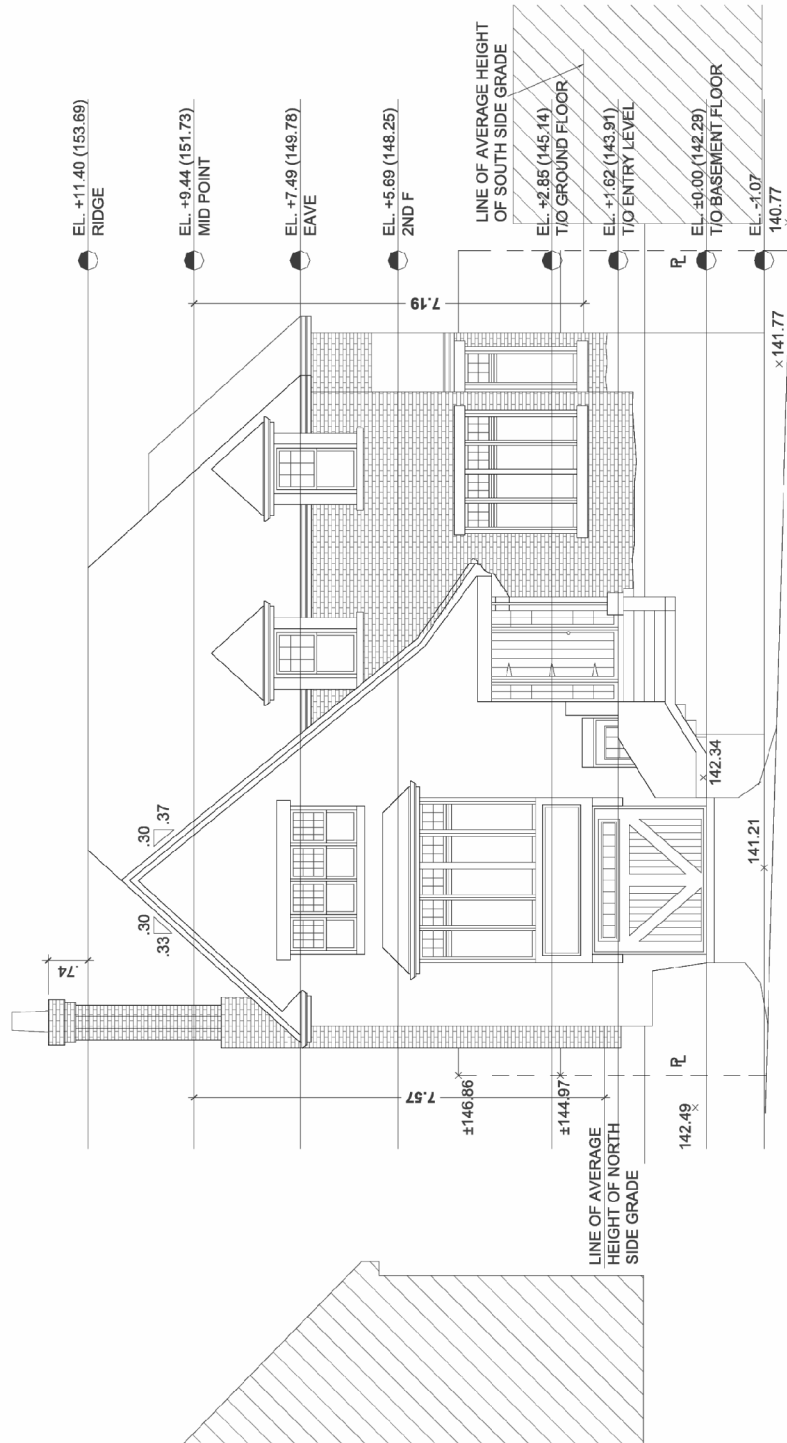 EL. +11.40 (153.69)
RIDGE
EL. +9.44 (151.73)
MID POINT
EL. +7.49 (149.78)
EAVE
EL. +5.69 (148.25)
2ND F
LINE OF AVERAGE HEIGHT
OF SOUTH SIDE GRADE
EL. +2.85 (145.14)
T/O GROUND FLOOR
EL. +1.62 (143.91)
T/O ENTRY LEVEL
EL. ±0.00 (142.29)
T/O BASEMENT FLOOR
EL. -1.07
140.77
PL
7.19
×141.77
.30
.37
.30
.33
.74
×142.34
141.21
7.57
±146.86
±144.97
PL
142.49
LINE OF AVERAGE
HEIGHT OF NORTH
SIDE GRADE